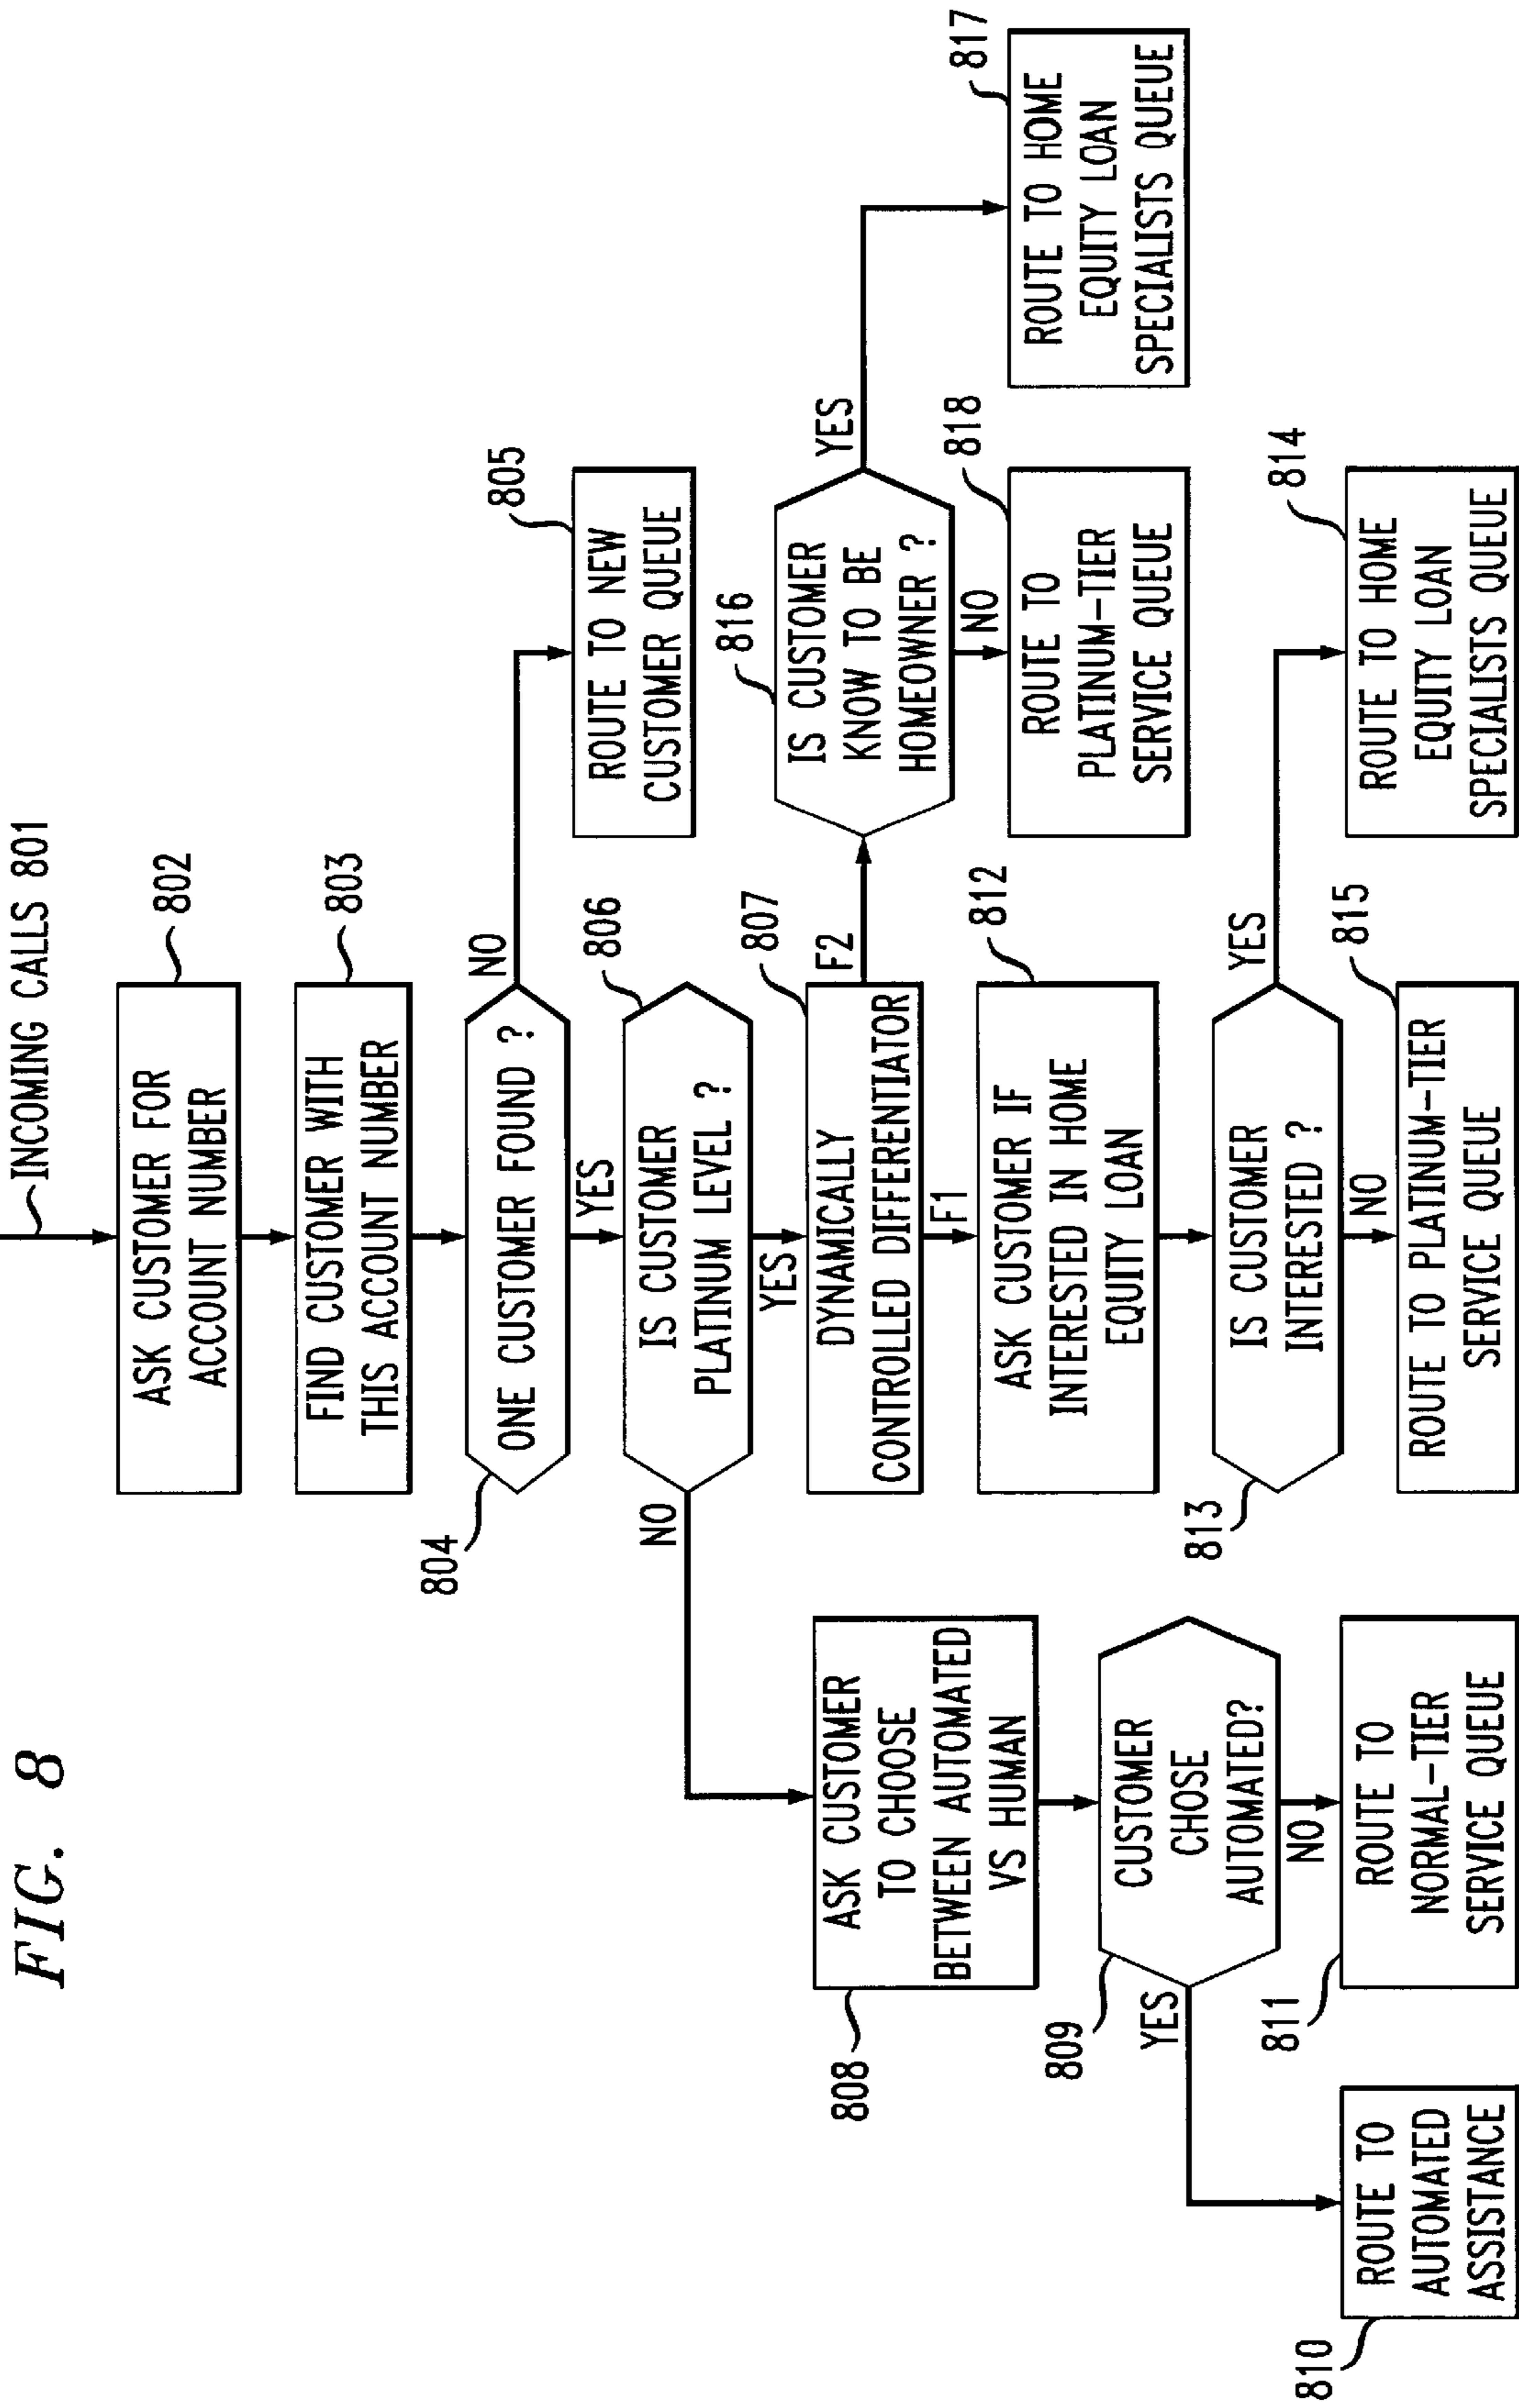 FIG. 8
INCOMING CALLS 801
802
ASK CUSTOMER FOR
ACCOUNT NUMBER
803
FIND CUSTOMER WITH
THIS ACCOUNT NUMBER
804
ONE CUSTOMER FOUND ?
NO
YES
805
ROUTE TO NEW
CUSTOMER QUEUE
806
IS CUSTOMER
PLATINUM LEVEL ?
NO
YES
807
DYNAMICALLY
CONTROLLED DIFFERENTIATOR
F2
F1
816
IS CUSTOMER
KNOW TO BE
HOMEOWNER ?
YES
NO
817
ROUTE TO HOME
EQUITY LOAN
SPECIALISTS QUEUE
818
ROUTE TO
PLATINUM-TIER
SERVICE QUEUE
808
ASK CUSTOMER
TO CHOOSE
BETWEEN AUTOMATED
VS HUMAN
812
ASK CUSTOMER IF
INTERESTED IN HOME
EQUITY LOAN
809
CUSTOMER
CHOSE
AUTOMATED?
YES
NO
813
IS CUSTOMER
INTERESTED ?
YES
NO
810
ROUTE TO
AUTOMATED
ASSISTANCE
811
ROUTE TO
NORMAL-TIER
SERVICE QUEUE
815
ROUTE TO PLATINUM-TIER
SERVICE QUEUE
814
ROUTE TO HOME
EQUITY LOAN
SPECIALISTS QUEUE